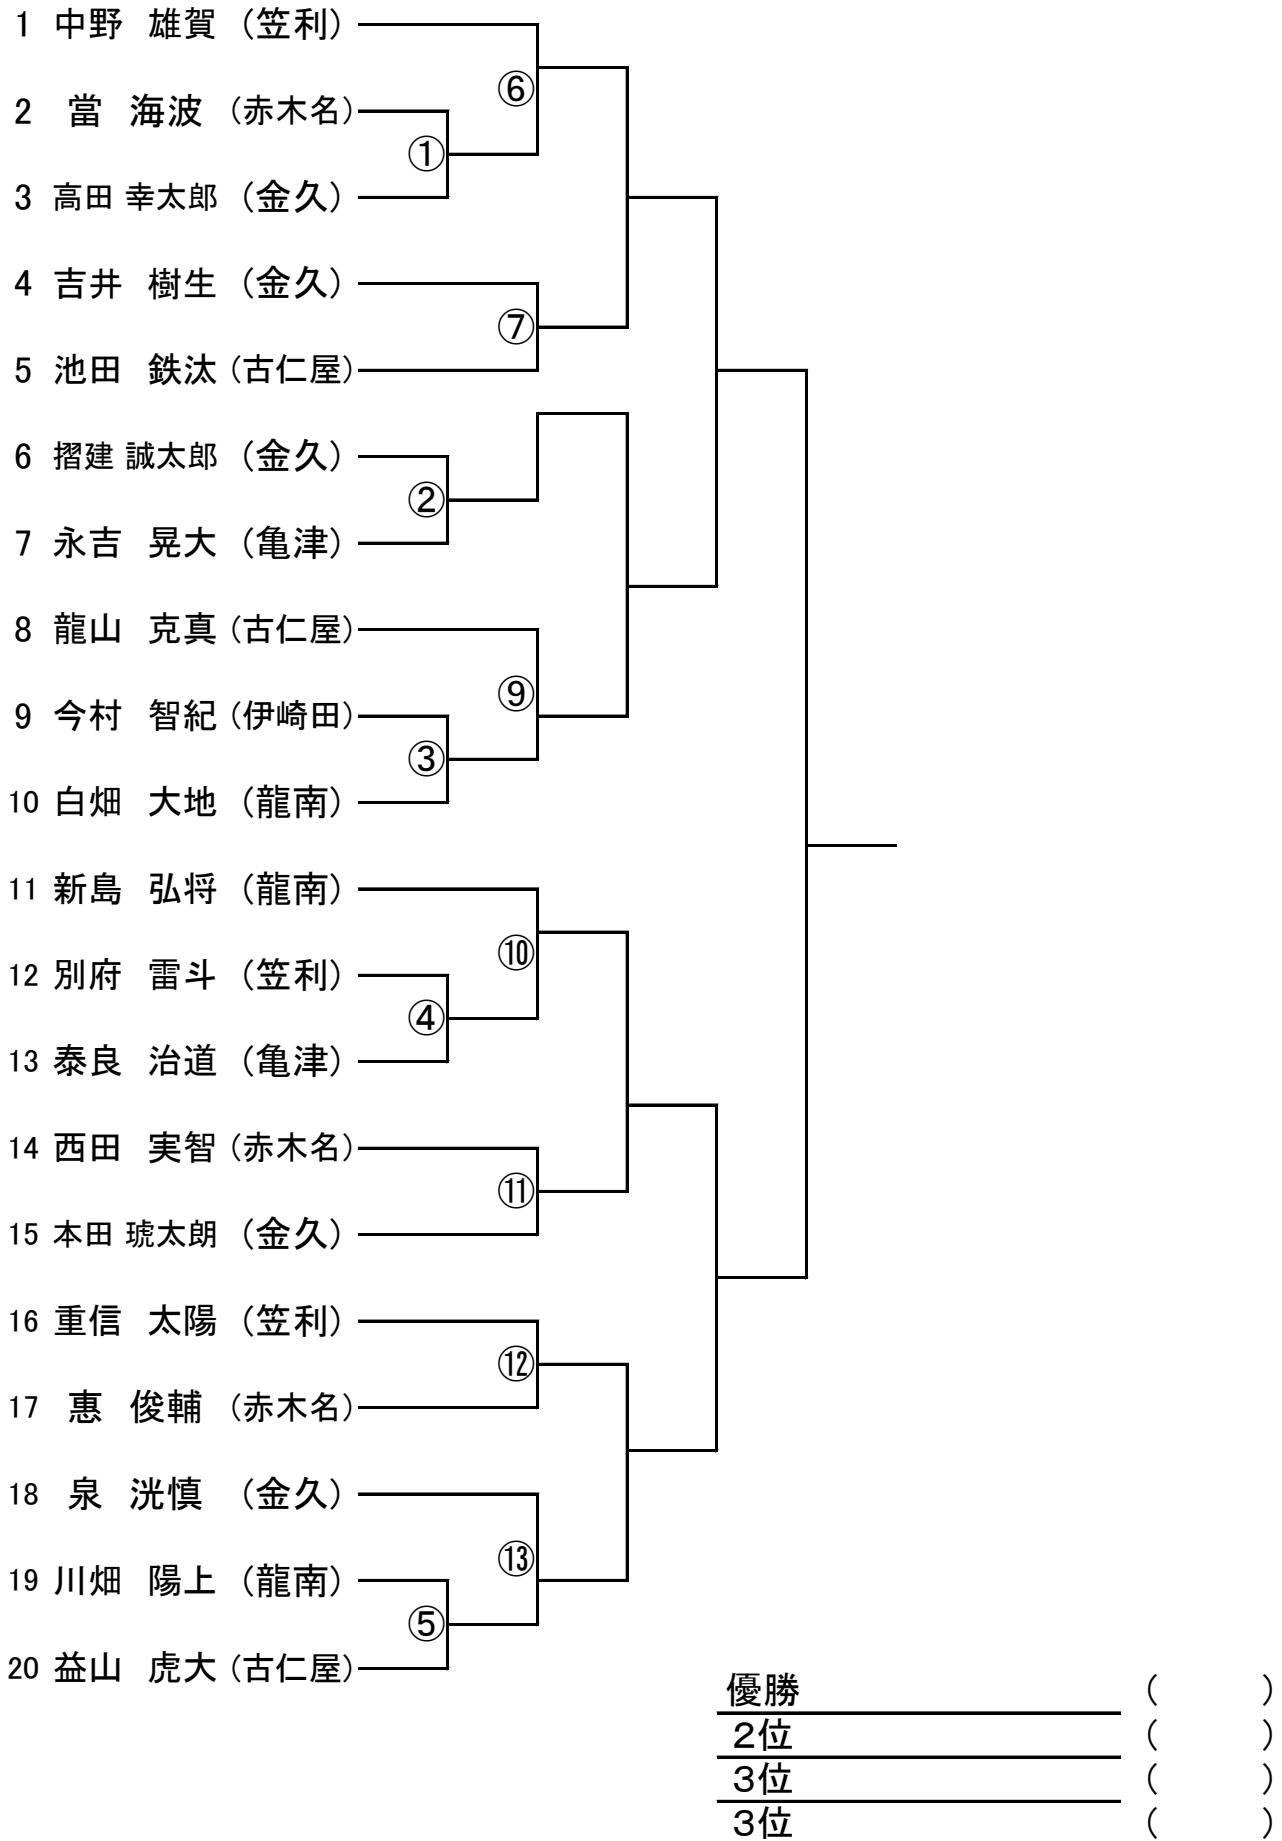 1 中野 雄賀 (笠利)
⑥
2 當 海波 (赤木名)
①
3 高田 幸太郎 (金久)
4 吉井 樹生 (金久)
⑦
5 池田 鉄汰 (古仁屋)
6 摺建 誠太郎 (金久)
②
7 永吉 晃大 (亀津)
8 龍山 克真 (古仁屋)
⑨
9 今村 智紀 (伊崎田)
③
10 白畑 大地 (龍南)
11 新島 弘将 (龍南)
⑩
12 別府 雷斗 (笠利)
④
13 泰良 治道 (亀津)
14 西田 実智 (赤木名)
⑪
15 本田 琥太朗 (金久)
16 重信 太陽 (笠利)
⑫
17 惠 俊輔 (赤木名)
18 泉 洸慎 (金久)
⑬
19 川畑 陽上 (龍南)
⑤
20 益山 虎大 (古仁屋)
優勝 ( )
2位 ( )
3位 ( )
3位 ( )